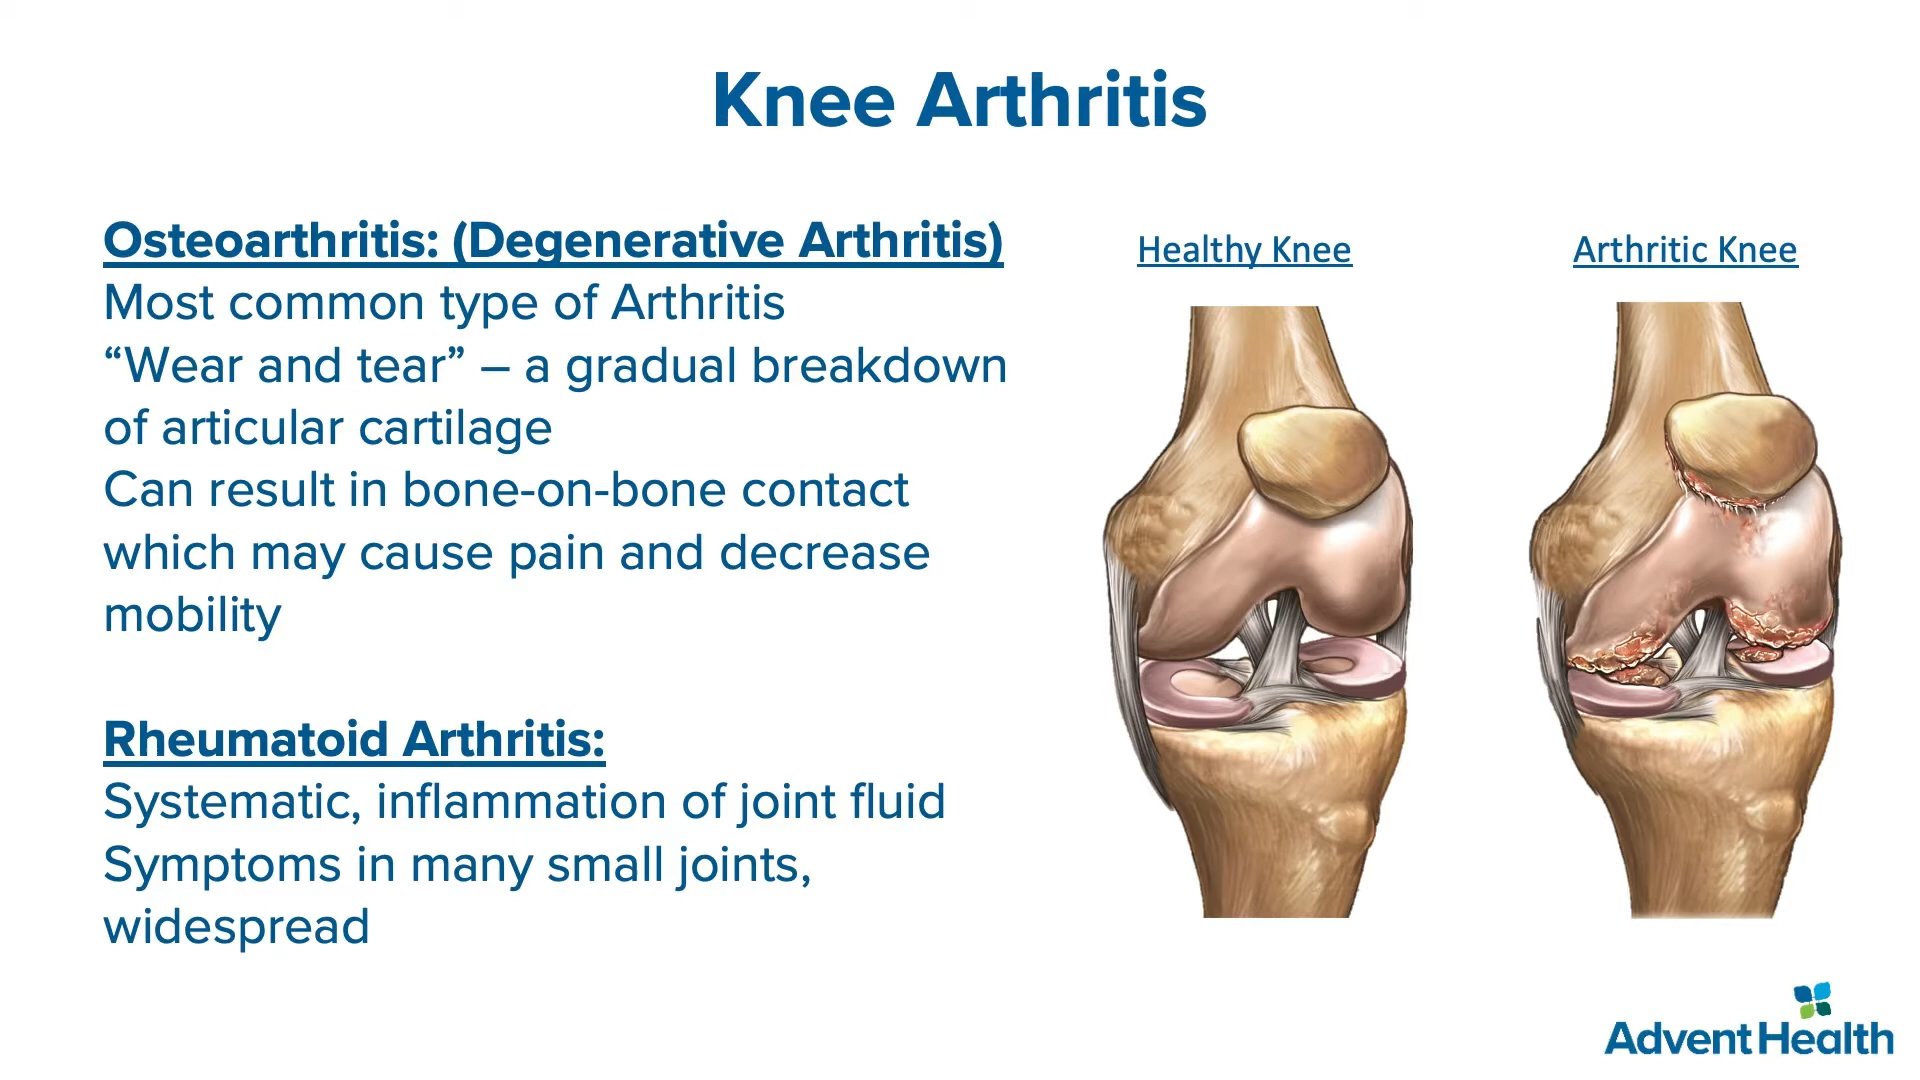 Knee Arthritis
Osteoarthritis: (Degenerative Arthritis)
Most common type of Arthritis
“Wear and tear” – a gradual breakdown
of articular cartilage
Can result in bone-on-bone contact
which may cause pain and decrease
mobility
Rheumatoid Arthritis:
Systematic, inflammation of joint fluid
Symptoms in many small joints,
widespread
Healthy Knee
Arthritic Knee
AdventHealth